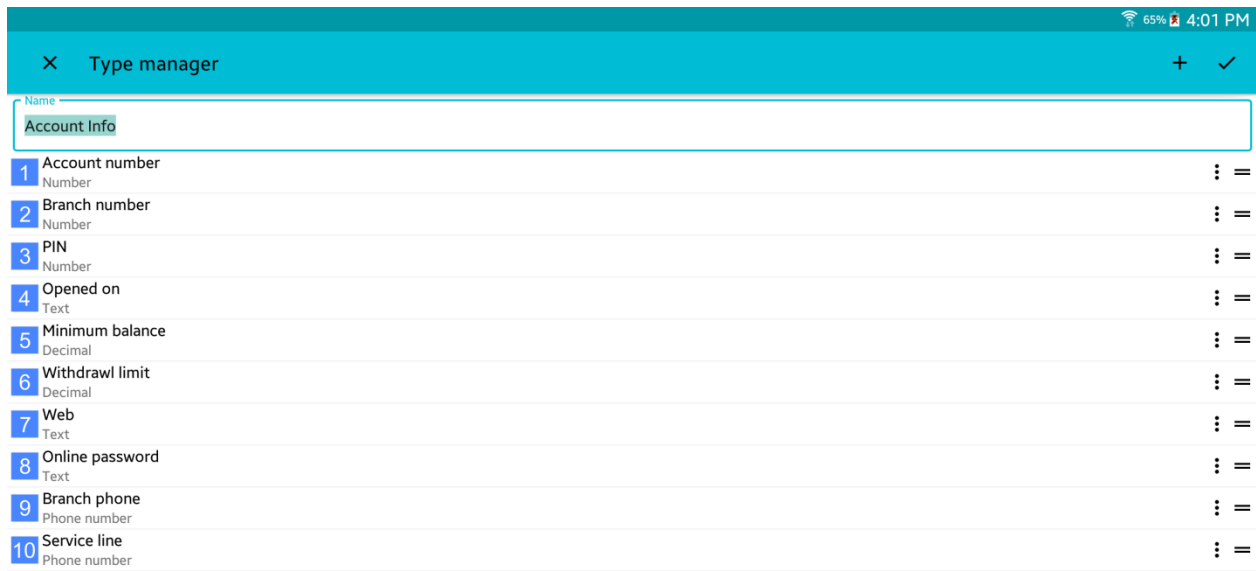 65% 4:01 PM
Type manager
Name
Account Info
1 Account number
Number
2 Branch number
Number
3 PIN
Number
4 Opened on
Text
5 Minimum balance
Decimal
6 Withdrawl limit
Decimal
7 Web
Text
8 Online password
Text
9 Branch phone
Phone number
10 Service line
Phone number